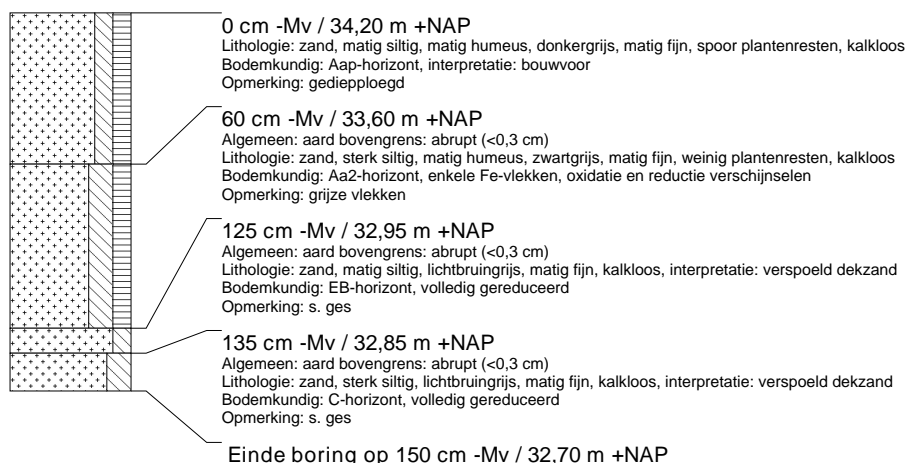 0 cm -Mv / 34,20 m +NAP
Lithologie: zand, matig siltig, matig humeus, donkergrijs, matig fijn, spoor plantenresten, kalkloos
Bodemkundig: Aap-horizont, interpretatie: bouwvoor
Opmerking: gediepploegd
60 cm -Mv / 33,60 m +NAP
Algemeen: aard bovengrens: abrupt (<0,3 cm)
Lithologie: zand, sterk siltig, matig humeus, zwartgrijs, matig fijn, weinig plantenresten, kalkloos
Bodemkundig: Aa2-horizont, enkele Fe-vlekken, oxidatie en reductie verschijnselen
Opmerking: grijze vlekken
125 cm -Mv / 32,95 m +NAP
Algemeen: aard bovengrens: abrupt (<0,3 cm)
Lithologie: zand, matig siltig, lichtbruingrijs, matig fijn, kalkloos, interpretatie: verspoeld dekzand
Bodemkundig: EB-horizont, volledig gereduceerd
Opmerking: s. ges
135 cm -Mv / 32,85 m +NAP
Algemeen: aard bovengrens: abrupt (<0,3 cm)
Lithologie: zand, sterk siltig, lichtbruingrijs, matig fijn, kalkloos, interpretatie: verspoeld dekzand
Bodemkundig: C-horizont, volledig gereduceerd
Opmerking: s. ges
Einde boring op 150 cm -Mv / 32,70 m +NAP